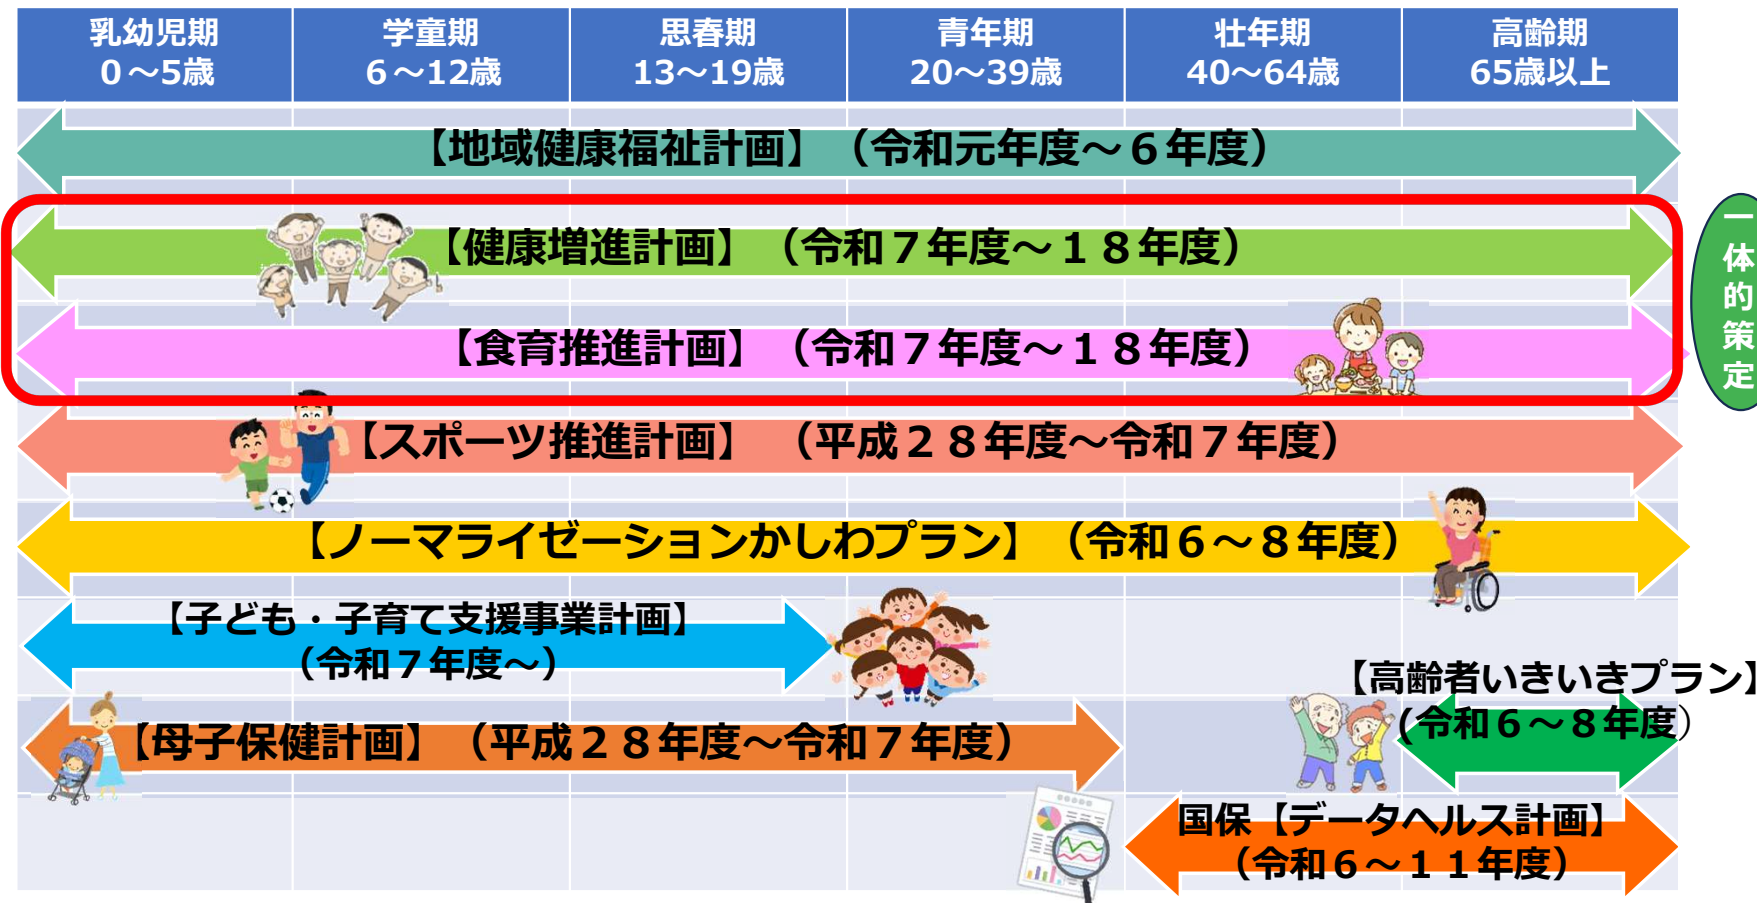 乳幼児期
0～5歳
学童期
6～12歳
思春期
13～19歳
青年期
20～39歳
壮年期
40～64歳
高齢期
65歳以上
【地域健康福祉計画】（令和元年度～６年度）
【健康増進計画】（令和７年度～１８年度）
【食育推進計画】（令和７年度～１８年度）
一体的策定
【スポーツ推進計画】（平成２８年度～令和７年度）
【ノーマライゼーションかしわプラン】（令和６～８年度）
【子ども・子育て支援事業計画】
（令和７年度～）
【高齢者いきいきプラン】
(令和６～８年度）
【母子保健計画】（平成２８年度～令和７年度）
国保【データヘルス計画】
（令和６～１１年度）